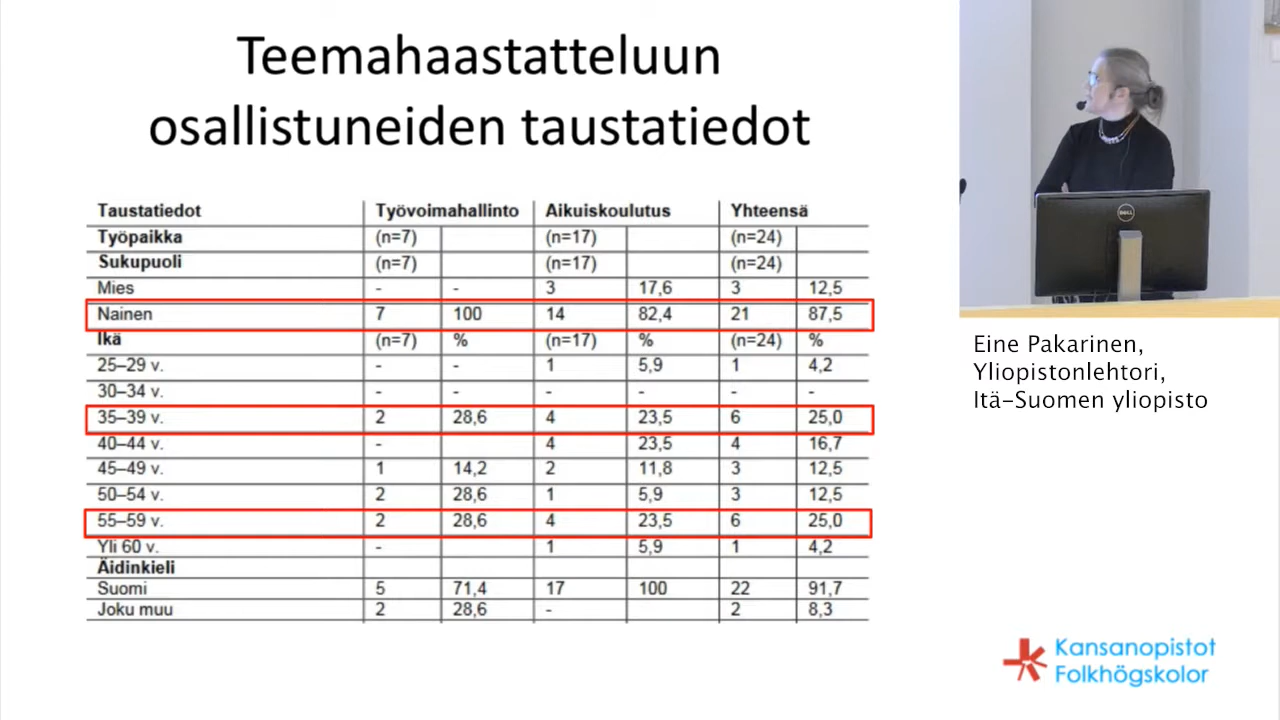 Teemahaastatteluun
osallistuneiden taustatiedot
Taustatiedot Työvoimahallinto Aikuiskoulutus Yhteensä
Työpaikka (n=7) (n=17) (n=24)
Sukupuoli (n=7) (n=17) (n=24)
Mies - - 3 17,6 3 12,5
Nainen 7 100 14 82,4 21 87,5
Ikä (n=7) % (n=17) % (n=24) %
25–29 v. - - 1 5,9 1 4,2
30–34 v. - - - - - -
35–39 v. 2 28,6 4 23,5 6 25,0
40–44 v. - 4 23,5 4 16,7
45–49 v. 1 14,2 2 11,8 3 12,5
50–54 v. 2 28,6 1 5,9 3 12,5
55–59 v. 2 28,6 4 23,5 6 25,0
Yli 60 v. - 1 5,9 1 4,2
Äidinkieli
Suomi 5 71,4 17 100 22 91,7
Joku muu 2 28,6 - 2 8,3
DELL
Eine Pakarinen,
Yliopistonlehtori,
Itä-Suomen yliopisto
Kansanopistot
Folkhögskolor